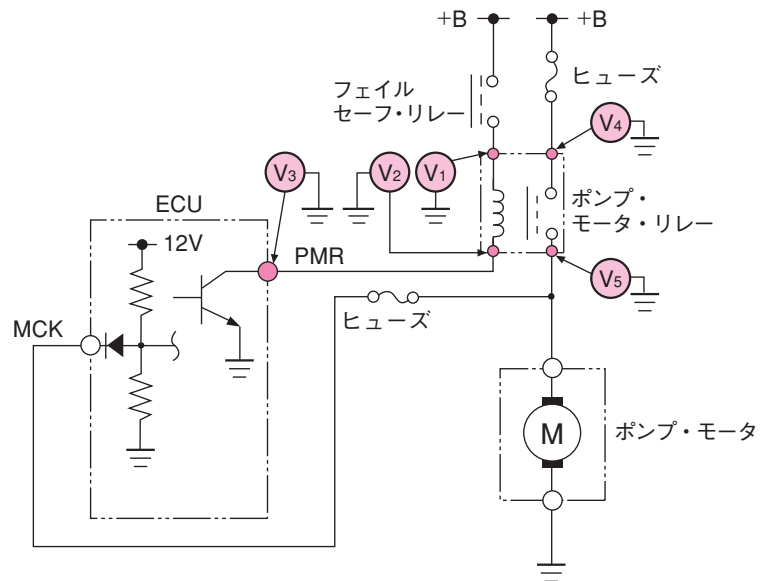 +B
+B
フェイル
セーフ・リレー
ヒューズ
V4
V3
V2
V1
ECU
ポンプ・
モータ・リレー
12V
PMR
V5
ヒューズ
MCK
M
ポンプ・モータ